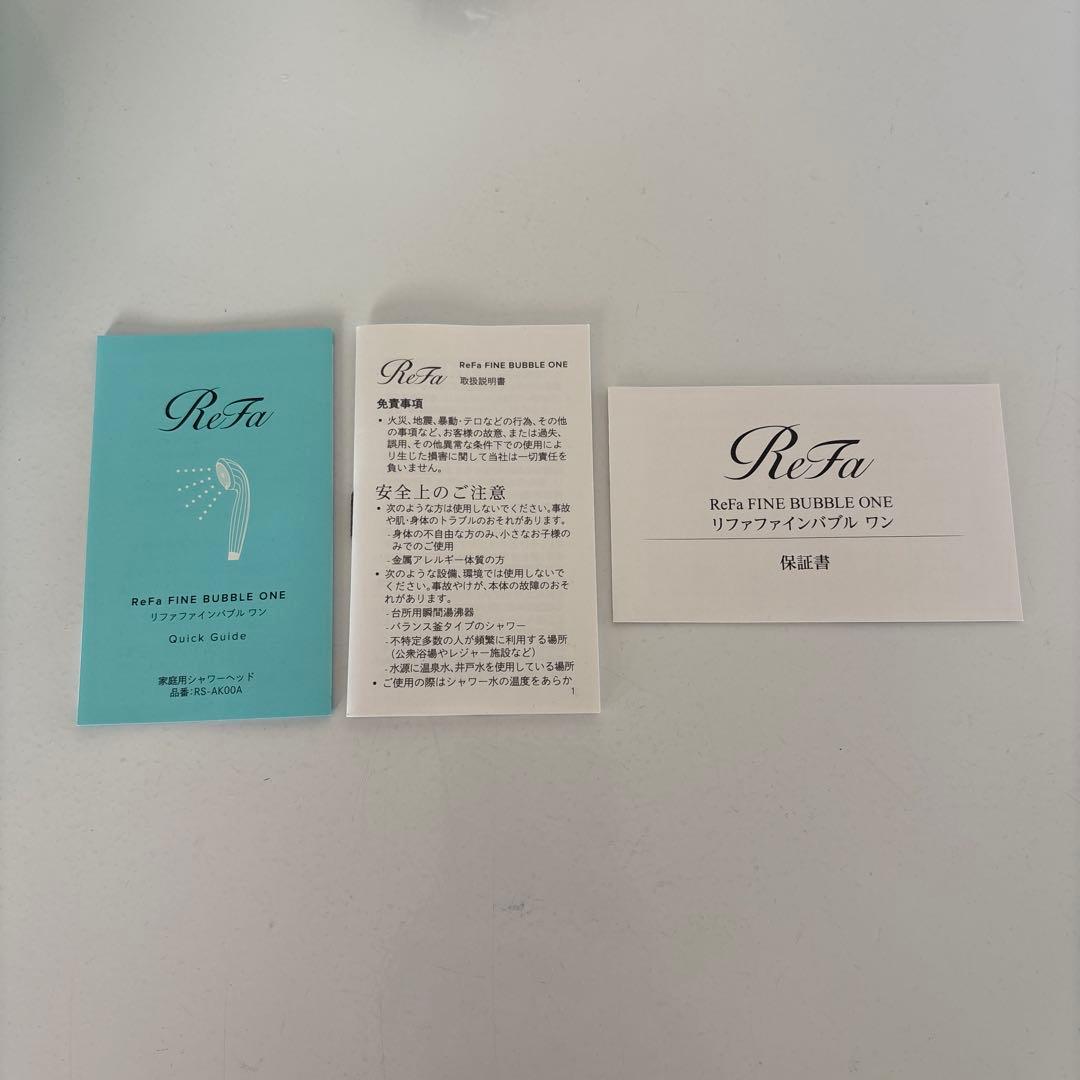 ReFa
ReFa FINE BUBBLE ONE
リファファインバブル ワン
Quick Guide
家庭用シャワーヘッド
品番:RS-AK00A
ReFa
ReFa FINE BUBBLE ONE
取扱説明書
免責事項
• 火災、地震、暴動・テロなどの行為、その他
の事項など、お客様の故意、または過失、
誤用、その他異常な条件下での使用によ
り生じた損害に関して当社は一切責任を
負いません。
安全上のご注意
• 次のような方は使用しないでください。事故
や肌・身体のトラブルのおそれがあります。
-身体の不自由な方のみ、小さなお子様の
みでのご使用
-金属アレルギー体質の方
• 次のような設備、環境では使用しないで
ください。事故やけが、本体の故障のおそ
れがあります。
-台所用瞬間湯沸器
-バランス釜タイプのシャワー
-不特定多数の人が頻繁に利用する場所
(公衆浴場やレジャー施設など)
-水源に温泉水、井戸水を使用している場所
• ご使用の際はシャワー水の温度をあらか
1
ReFa
ReFa FINE BUBBLE ONE
リファファインバブル ワン
保証書